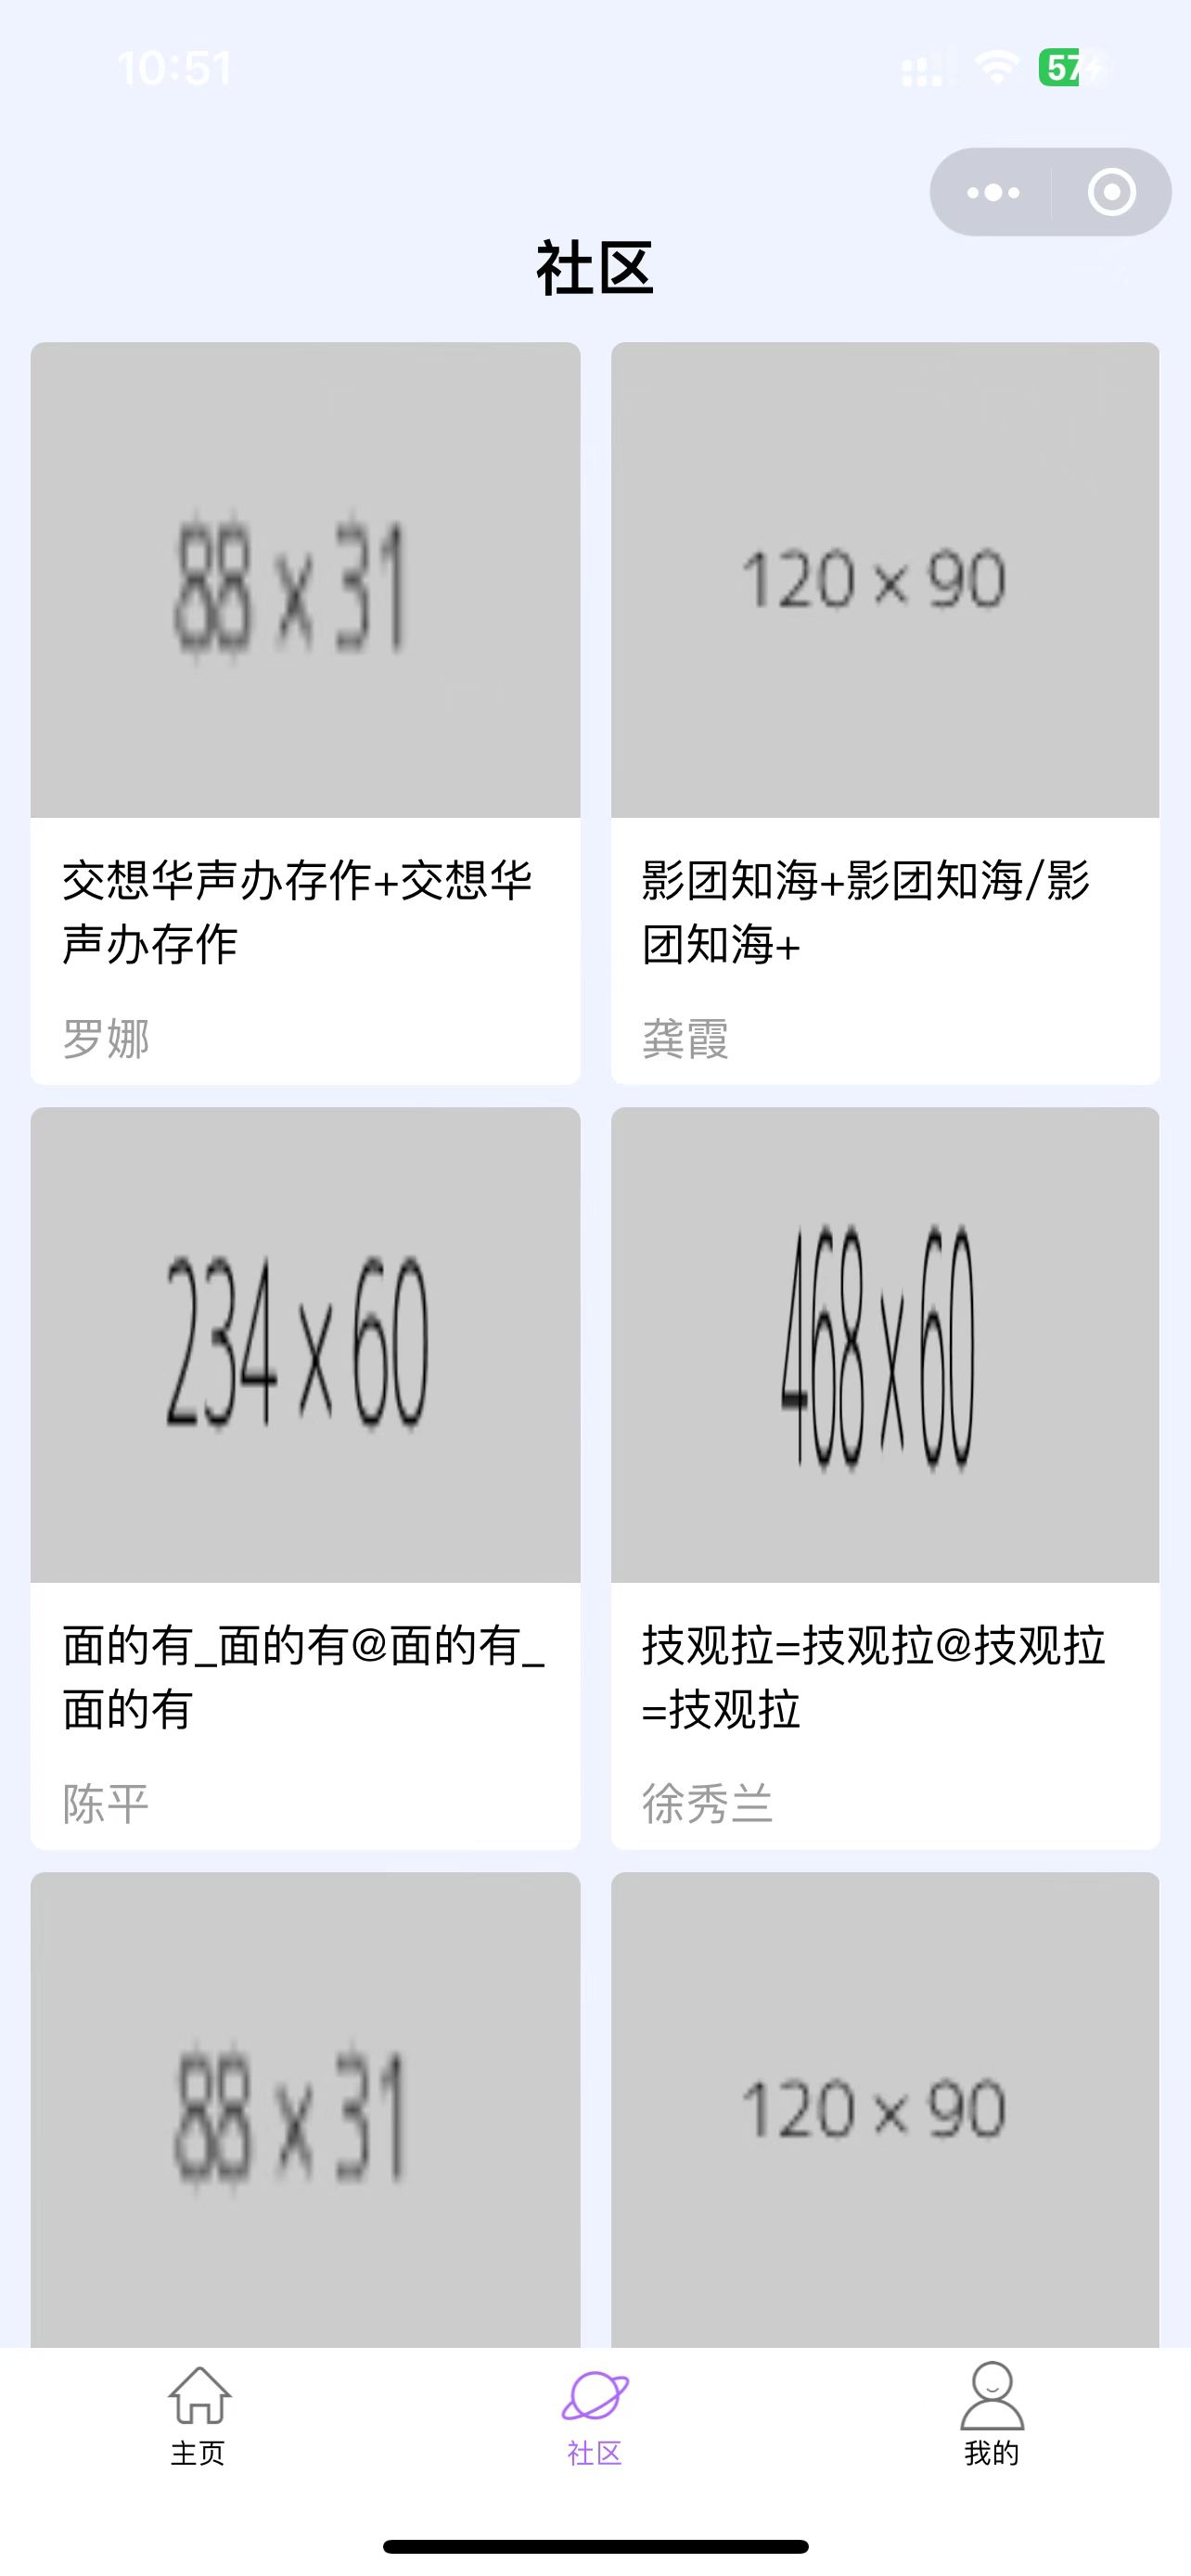 10:51
57
社区
88 x 31
120 × 90
交想华声办存作+交想华
声办存作
罗娜
影团知海+影团知海/影
团知海+
龚霞
234 × 60
468 x 60
面的有_面的有@面的有_
面的有
陈平
技观拉=技观拉@技观拉
=技观拉
徐秀兰
88 x 31
120 × 90
主页
社区
我的